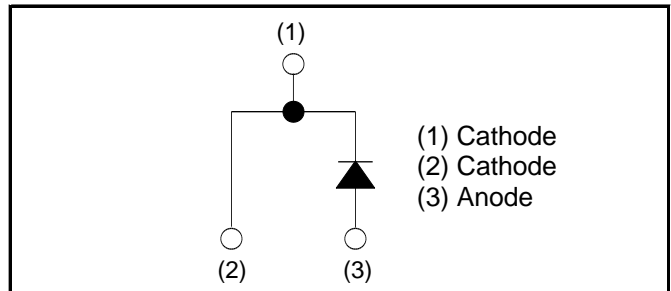 (1)
(1) Cathode
(2) Cathode
(3) Anode
(2) (3)